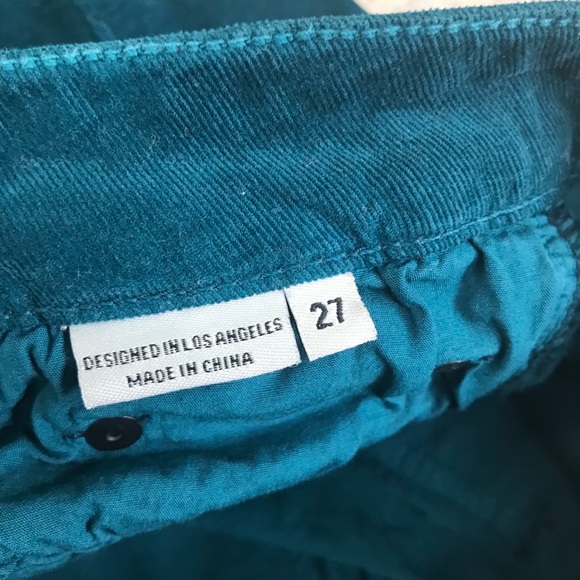 DESIGNED IN LOS ANGELES
MADE IN CHINA
27